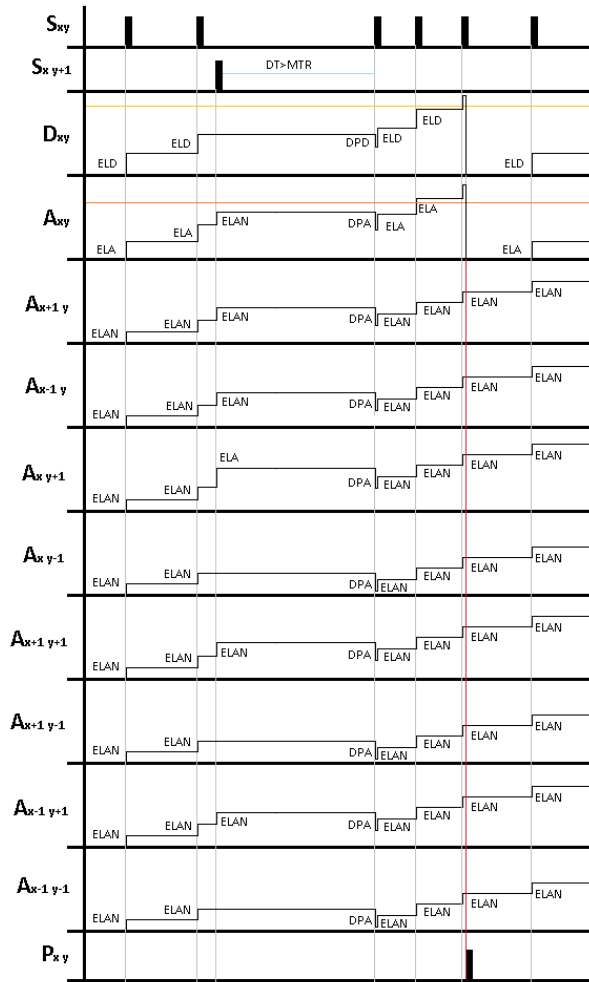 Sxy
Sx y+1
DT>MTR
Dxy
ELD
ELD
DPD
ELD
ELD
ELD
Axy
ELA
ELA
ELAN
DPA
ELA
ELA
ELA
Ax+1 y
ELAN
ELAN
ELAN
DPA
ELAN
ELAN
ELAN
ELAN
Ax-1 y
ELAN
ELAN
ELAN
DPA
ELAN
ELAN
ELAN
ELAN
Ax y+1
ELAN
ELAN
ELA
DPA
ELAN
ELAN
ELAN
ELAN
Ax y-1
ELAN
ELAN
DPA
ELAN
ELAN
ELAN
ELAN
Ax+1 y+1
ELAN
ELAN
ELAN
DPA
ELAN
ELAN
ELAN
ELAN
Ax+1 y-1
ELAN
ELAN
DPA
ELAN
ELAN
ELAN
ELAN
Ax-1 y+1
ELAN
ELAN
ELAN
DPA
ELAN
ELAN
ELAN
ELAN
Ax-1 y-1
ELAN
ELAN
DPA
ELAN
ELAN
ELAN
ELAN
Px y